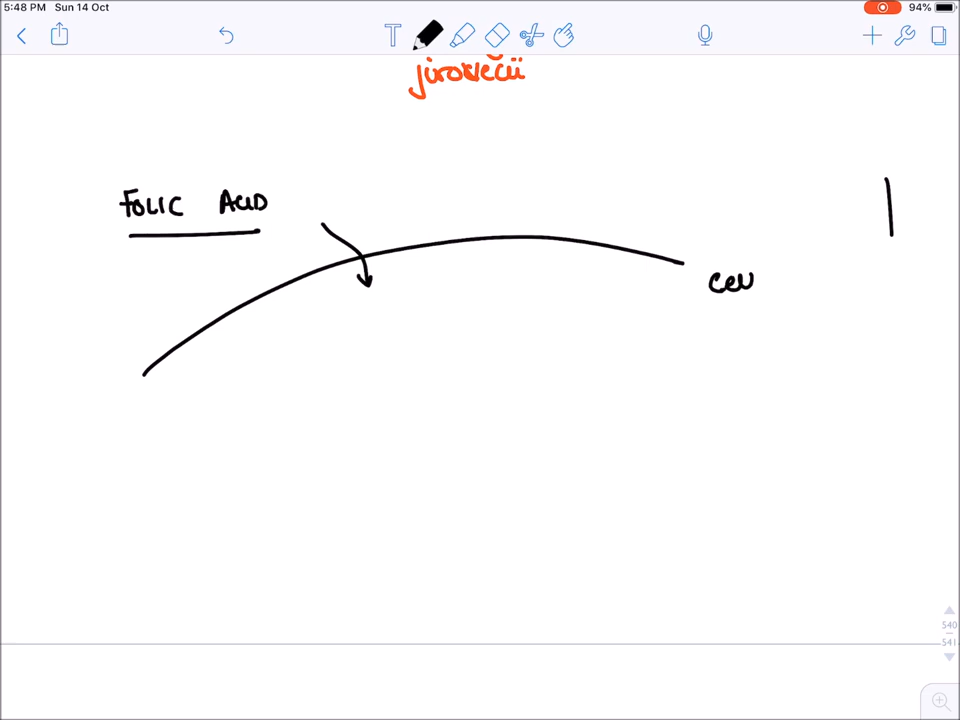 5:48 PM Sun 14 Oct
94%
T
jirovecii
FOLIC ACID
cell
540
541